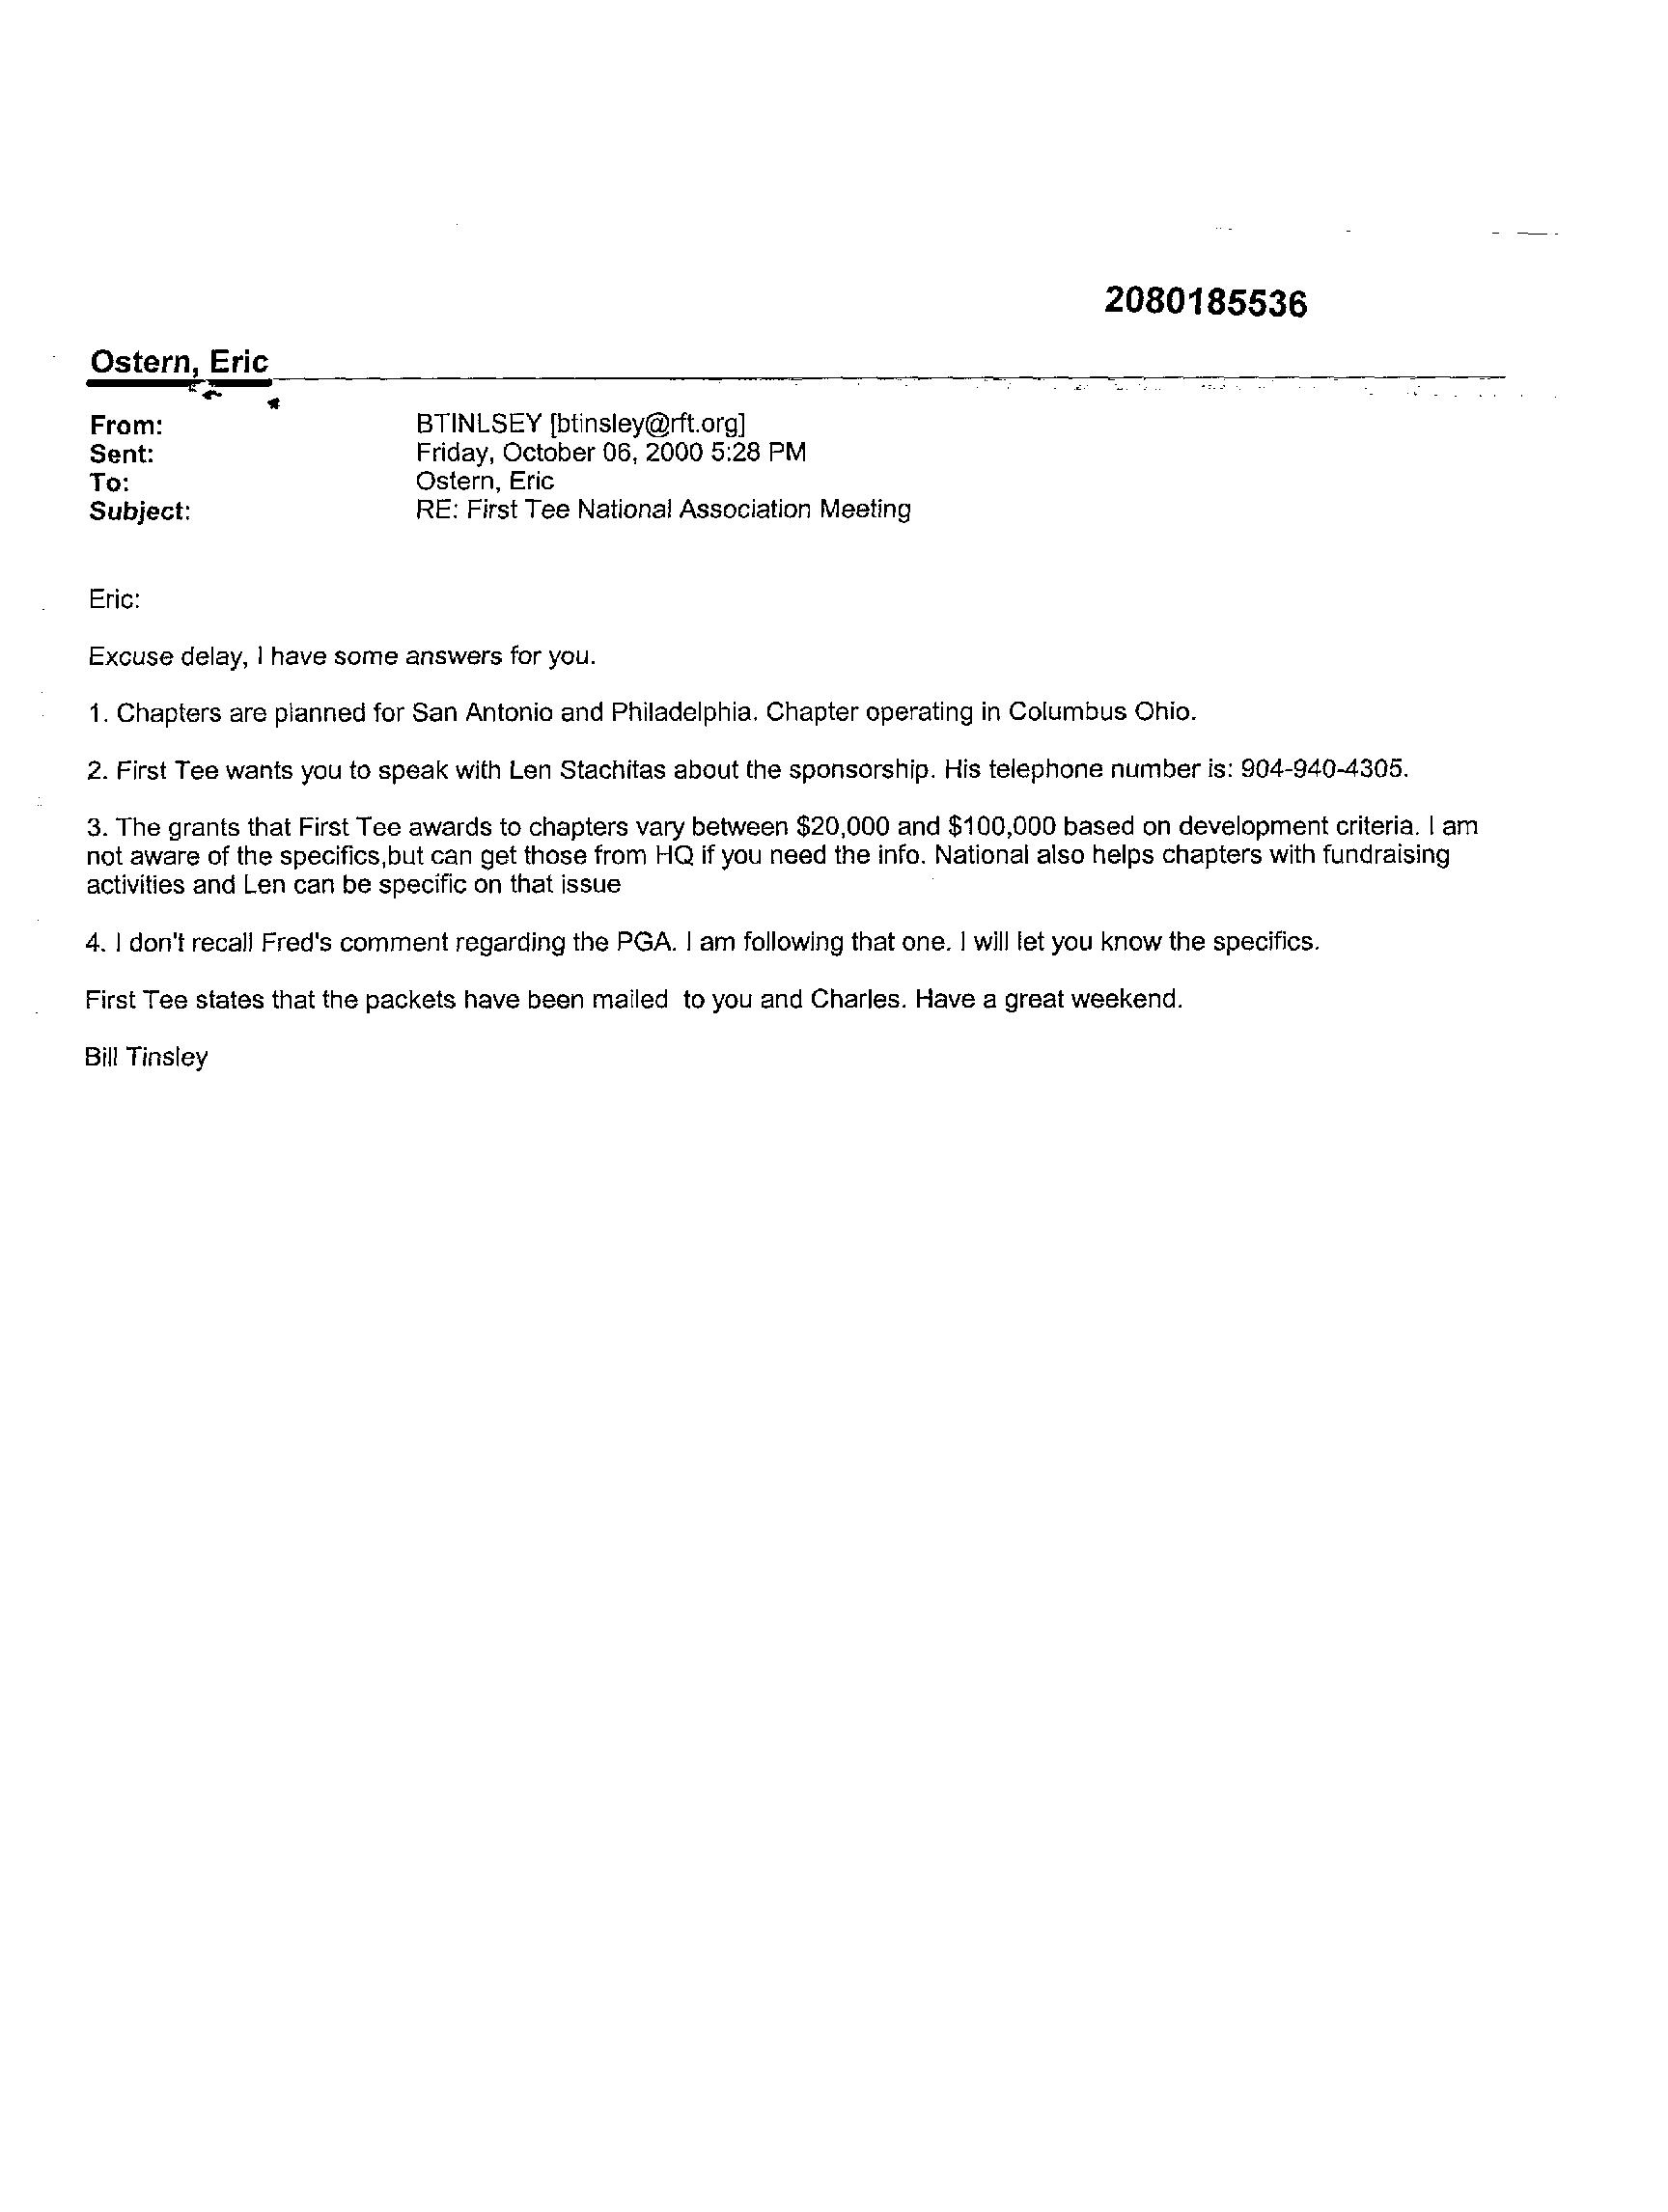 2080185536
Ostern, Eric
From: BTINLSEY [btinsley@rft.org]
Sent: Friday, October 06, 2000 5:28 PM
To: Ostern, Eric
Subject: RE: First Tee National Association Meeting
Eric:
Excuse delay, I have some answers for you.
1. Chapters are planned for San Antonio and Philadelphia. Chapter operating in Columbus Ohio.
2. First Tee wants you to speak with Len Stachitas about the sponsorship. His telephone number is: 904-940-4305.
3. The grants that First Tee awards to chapters vary between $20,000 and $100,000 based on development criteria. I am
not aware of the specifics,but can get those from HQ if you need the info. National also helps chapters with fundraising
activities and Len can be specific on that issue
4. I don't recall Fred's comment regarding the PGA. I am following that one. I will let you know the specifics.
First Tee states that the packets have been mailed  to you and Charles. Have a great weekend.
Bill Tinsley